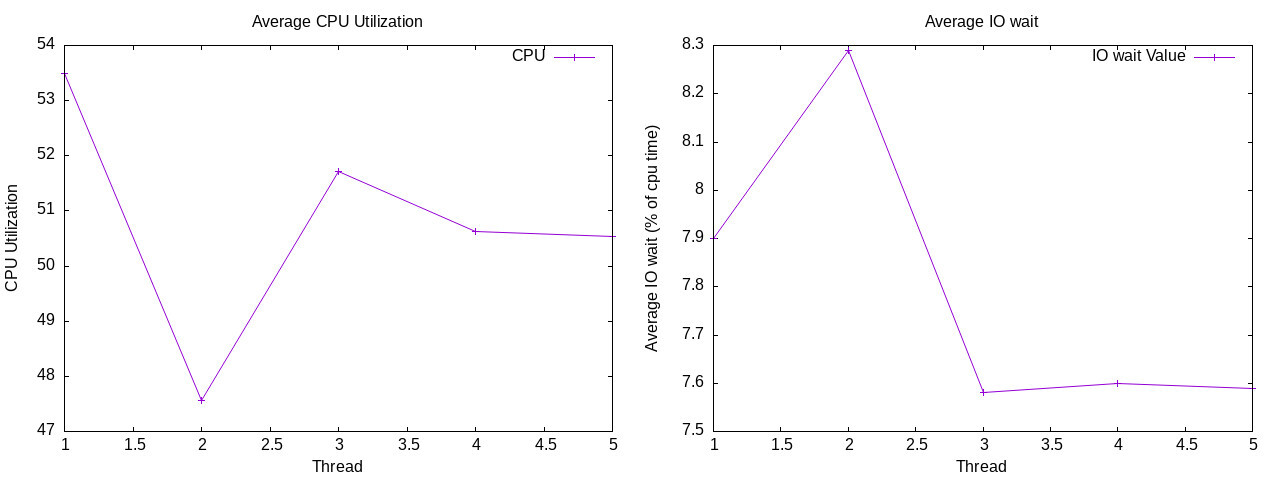 Average CPU Utilization
CPU
54
53
52
51
50
49
48
47
CPU Utilization
1 1.5 2 2.5 3 3.5 4 4.5 5
Thread
Average IO wait
IO wait Value
8.3
8.2
8.1
8
7.9
7.8
7.7
7.6
7.5
Average IO wait (% of cpu time)
1 1.5 2 2.5 3 3.5 4 4.5 5
Thread